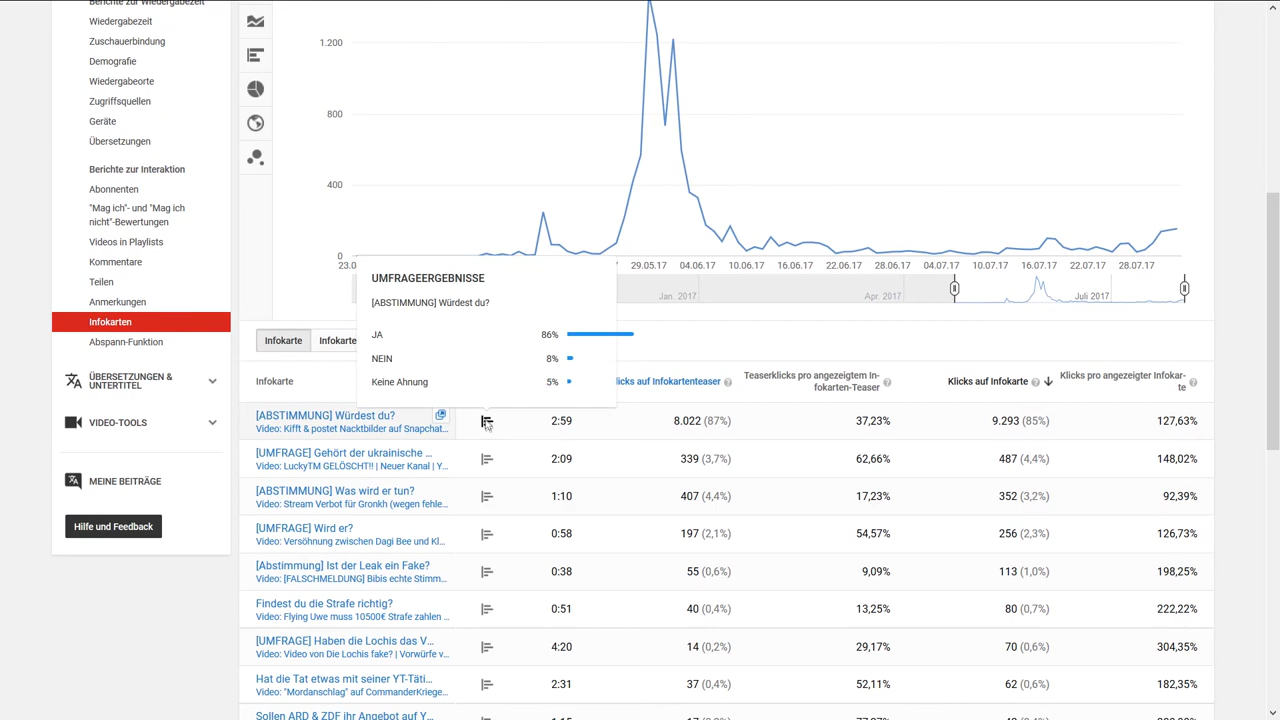 Berichte zur Wiedergabezeit
Wiedergabezeit
Zuschauerbindung
Demografie
Wiedergabeorte
Zugriffsquellen
Geräte
Übersetzungen
Berichte zur Interaktion
Abonnenten
"Mag ich"- und "Mag ich
nicht"-Bewertungen
Videos in Playlists
Kommentare
Teilen
Anmerkungen
Infokarten
Abspann-Funktion
ÜBERSETZUNGEN &
UNTERTITEL
VIDEO-TOOLS
MEINE BEITRÄGE
Hilfe und Feedback
1.200
800
400
0
23.0
29.05.17 04.06.17 10.06.17 16.06.17 22.06.17 28.06.17 04.07.17 10.07.17 16.07.17 22.07.17 28.07.17
Jan. 2017 Apr. 2017 Juli 2017
UMFRAGEERGEBNISSE
[ABSTIMMUNG] Würdest du?
JA 86%
NEIN 8%
Keine Ahnung 5%
Infokarte Infokarte
Infokarte
licks auf Infokartenteaser
Teaserklicks pro angezeigtem In-
fokarten-Teaser
Klicks auf Infokarte
Klicks pro angezeigter Infokar-
te
[ABSTIMMUNG] Würdest du?
Video: Kifft & postet Nacktbilder auf Snapchat...
2:59 8.022 (87%) 37,23% 9.293 (85%) 127,63%
[UMFRAGE] Gehört der ukrainische ...
Video: LuckyTM GELÖSCHT!! | Neuer Kanal | Y...
2:09 339 (3,7%) 62,66% 487 (4,4%) 148,02%
[ABSTIMMUNG] Was wird er tun?
Video: Stream Verbot für Gronkh (wegen fehle...
1:10 407 (4,4%) 17,23% 352 (3,2%) 92,39%
[UMFRAGE] Wird er?
Video: Versöhnung zwischen Dagi Bee und Kl...
0:58 197 (2,1%) 54,57% 256 (2,3%) 126,73%
[Abstimmung] Ist der Leak ein Fake?
Video: [FALSCHMELDUNG] Bibis echte Stimm...
0:38 55 (0,6%) 9,09% 113 (1,0%) 198,25%
Findest du die Strafe richtig?
Video: Flying Uwe muss 10500€ Strafe zahlen ...
0:51 40 (0,4%) 13,25% 80 (0,7%) 222,22%
[UMFRAGE] Haben die Lochis das V...
Video: Video von Die Lochis fake? | Vorwürfe v...
4:20 14 (0,2%) 29,17% 70 (0,6%) 304,35%
Hat die Tat etwas mit seiner YT-Täti...
Video: "Mordanschlag" auf CommanderKriege...
2:31 37 (0,4%) 52,11% 62 (0,6%) 182,35%
Sollen ARD & ZDF ihr Angebot auf Y...